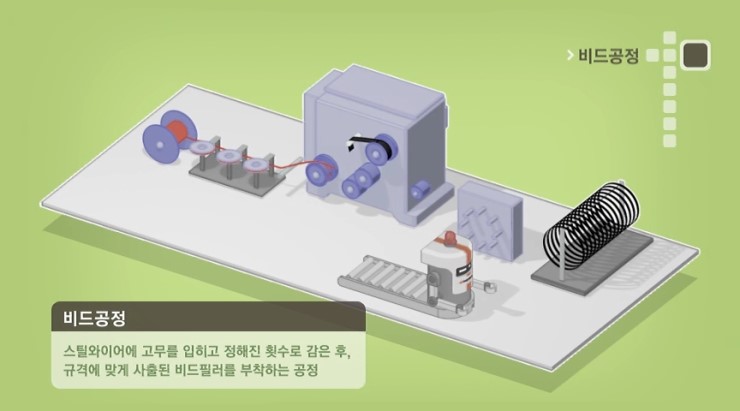 비드공정
비드공정
스틸와이어에 고무를 입히고 정해진 횟수로 감은 후,
규격에 맞게 사출된 비드필러를 부착하는 공정